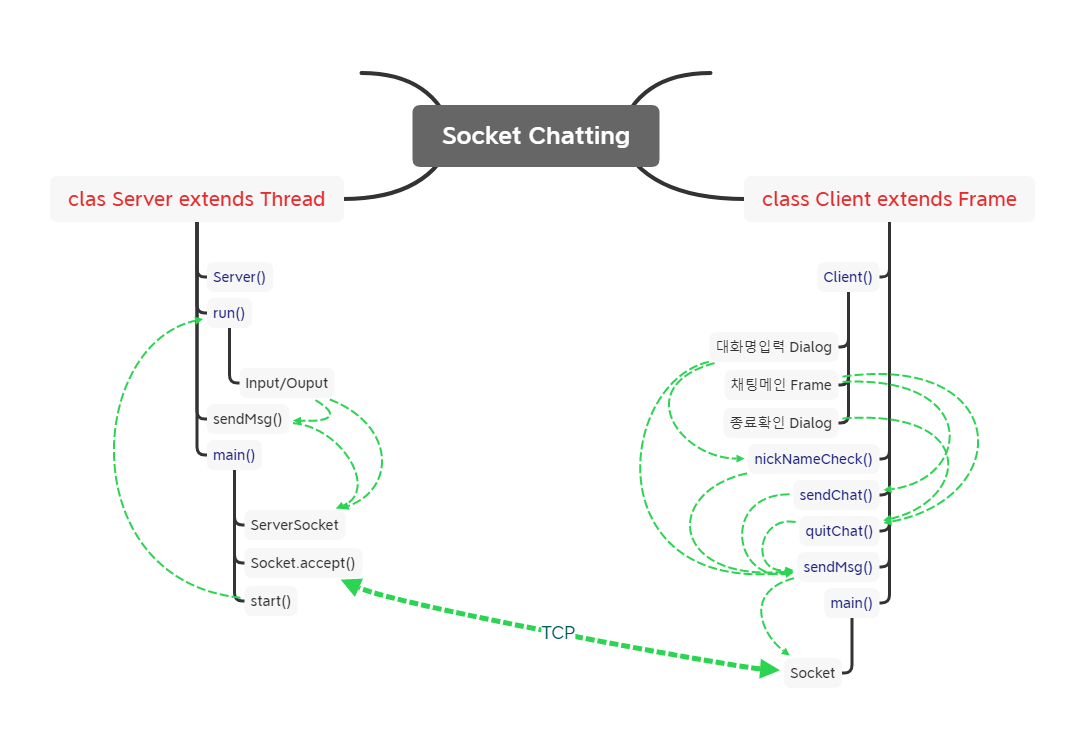 Socket Chatting
clas Server extends Thread
Server()
run()
Input/Ouput
sendMsg()
main()
ServerSocket
Socket.accept()
start()
TCP
class Client extends Frame
Client()
대화명입력 Dialog
채팅메인 Frame
종료확인 Dialog
nickNameCheck()
sendChat()
quitChat()
sendMsg()
main()
Socket